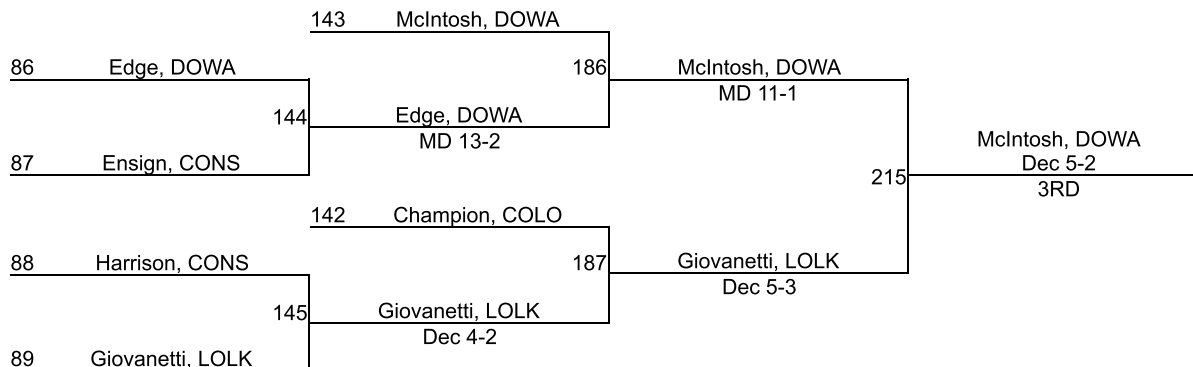 143 McIntosh, DOWA
86 Edge, DOWA
186 McIntosh, DOWA
MD 11-1
144 Edge, DOWA
MD 13-2
87 Ensign, CONS
McIntosh, DOWA
Dec 5-2
215 3RD
142 Champion, COLO
88 Harrison, CONS
187 Giovanetti, LOLK
Dec 5-3
145 Giovanetti, LOLK
Dec 4-2
89 Giovanetti, LOLK